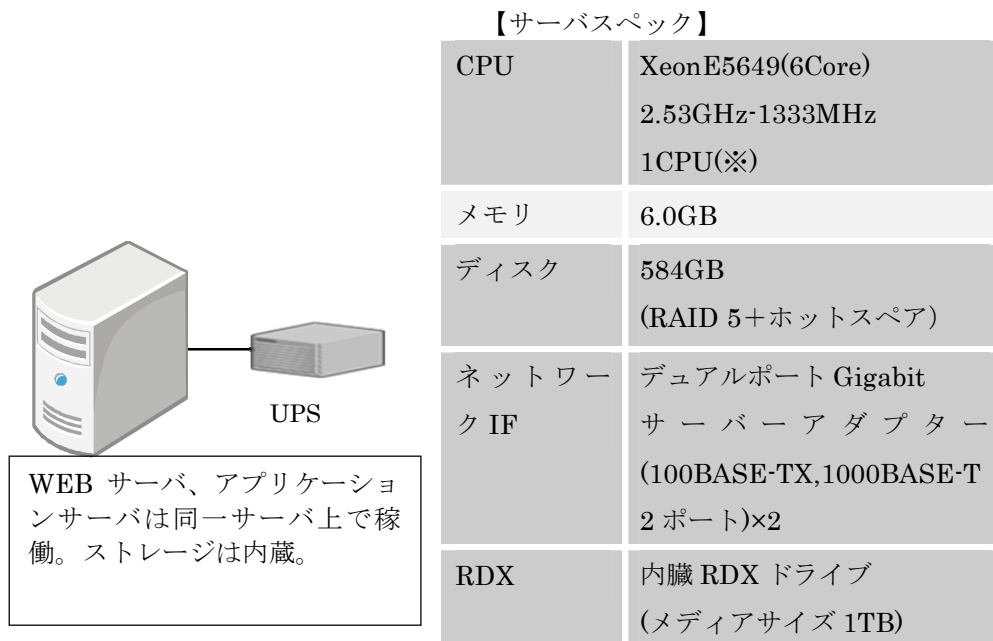 【サーバスペック】
CPU
XeonE5649(6Core)
2.53GHz-1333MHz
1CPU(※)
メモリ
6.0GB
ディスク
584GB
(RAID 5＋ホットスペア）
ネットワー
ク IF
デュアルポート Gigabit
サーバーアダプター
(100BASE-TX,1000BASE-T
2 ポート)×2
RDX
内臓 RDX ドライブ
(メディアサイズ 1TB)
UPS
WEB サーバ、アプリケーショ
ンサーバは同一サーバ上で稼
働。ストレージは内蔵。